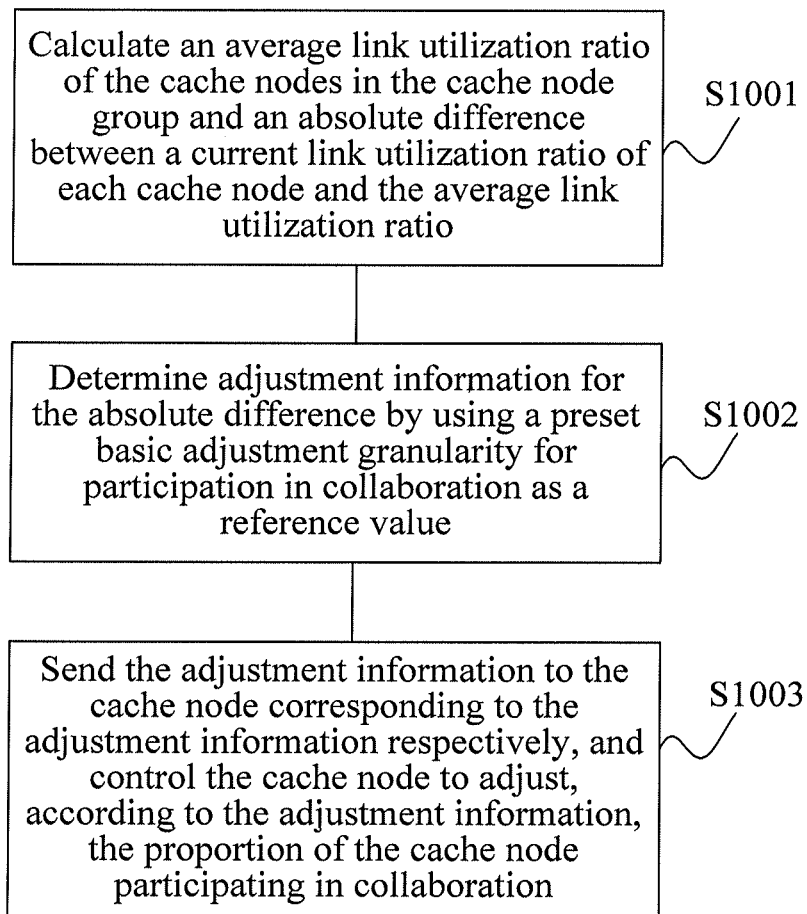 Calculate an average link utilization ratio
of the cache nodes in the cache node
group and an absolute difference
between a current link utilization ratio of
each cache node and the average link
utilization ratio
S1001
Determine adjustment information for
the absolute difference by using a preset
basic adjustment granularity for
participation in collaboration as a
reference value
S1002
Send the adjustment information to the
cache node corresponding to the
adjustment information respectively, and
control the cache node to adjust,
according to the adjustment information,
the proportion of the cache node
participating in collaboration
S1003